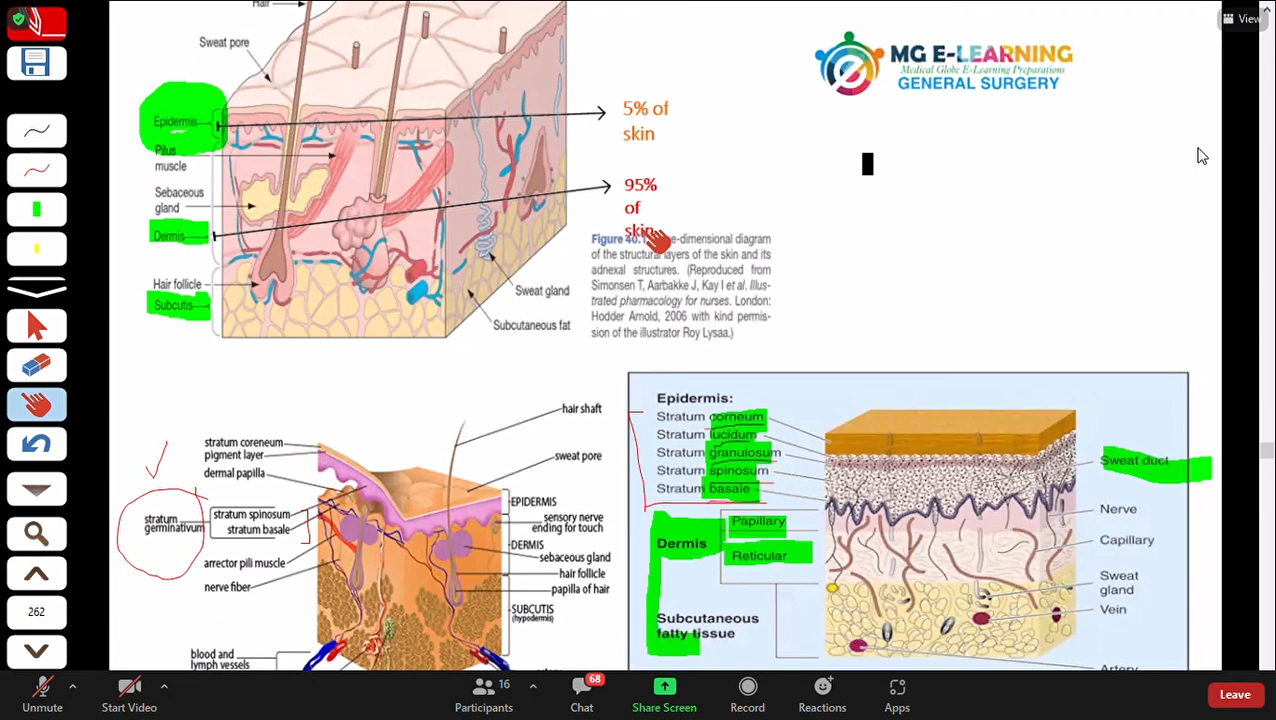 View
Hair
Sweat pore
MG E-LEARNING
Medical Globe E-Learning Preparations
GENERAL SURGERY
Epidermis
5% of
skin
Pilus
muscle
Sebaceous
gland
95%
of
skin
Dermis
Hair follicle
Subcutis
Sweat gland
Subcutaneous fat
Figure 40.1 -dimensional diagram
of the structural layers of the skin and its
adnexal structures. (Reproduced from
Simonsen T, Aarbakke J, Kay I et al. Illus-
trated pharmacology for nurses. London:
Hodder Arnold, 2006 with kind permis-
sion of the illustrator Roy Lysaa.)
hair shaft
stratum coreneum
pigment layer
dermal papilla
sweat pore
stratum
germinativum
stratum spinosum
stratum basale
EPIDERMIS
sensory nerve
ending for touch
DERMIS
sebaceous gland
arrector pili muscle
hair follicle
nerve fiber
papilla of hair
SUBCUTIS
(hypodermis)
blood and
lymph vessels
Epidermis:
Stratum corneum
Stratum lucidum
Stratum granulosum
Stratum spinosum
Stratum basale
Dermis
Papillary
Reticular
Subcutaneous
fatty tissue
Sweat duct
Nerve
Capillary
Sweat
gland
Vein
Artery
262
Unmute
Start Video
16
Participants
68
Chat
Share Screen
Record
Reactions
Apps
Leave